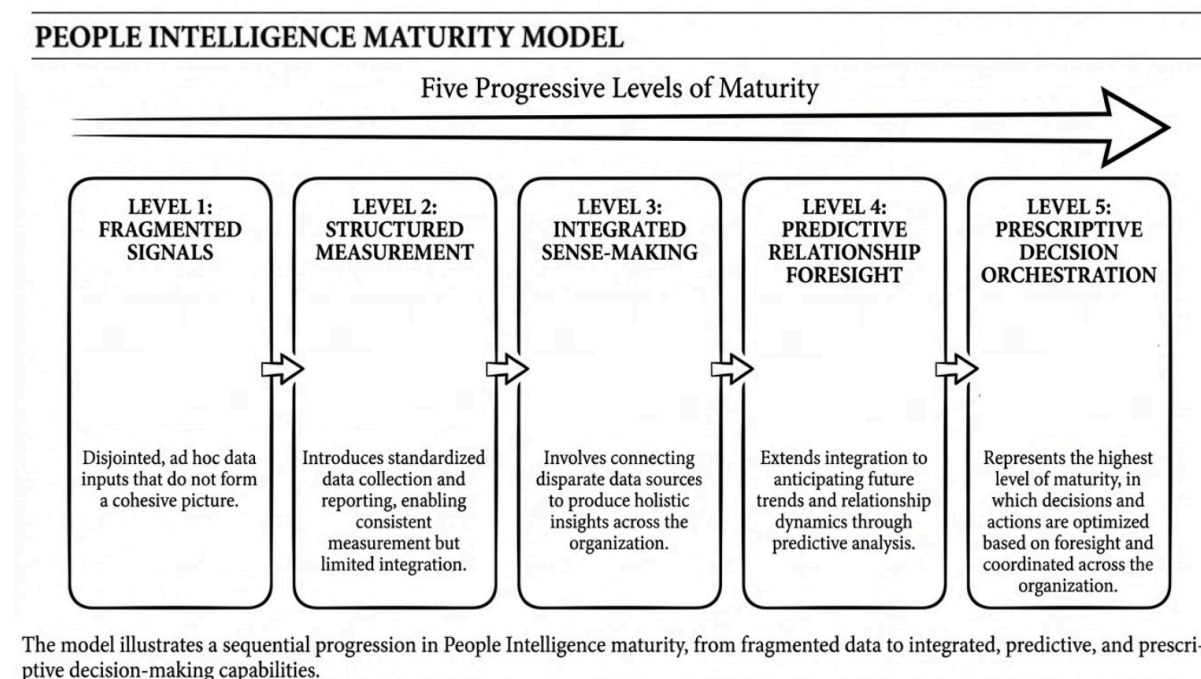 PEOPLE INTELLIGENCE MATURITY MODEL
Five Progressive Levels of Maturity
LEVEL 1:
FRAGMENTED
SIGNALS
Disjointed, ad hoc data
inputs that do not form
a cohesive picture.
LEVEL 2:
STRUCTURED
MEASUREMENT
Introduces standardized
data collection and
reporting, enabling
consistent
measurement but
limited integration.
LEVEL 3:
INTEGRATED
SENSE-MAKING
Involves connecting
disparate data sources
to produce holistic
insights across the
organization.
LEVEL 4:
PREDICTIVE
RELATIONSHIP
FORESIGHT
Extends integration to
anticipating future
trends and relationship
dynamics through
predictive analysis.
LEVEL 5:
PRESCRIPTIVE
DECISION
ORCHESTRATION
Represents the highest
level of maturity, in
which decisions and
actions are optimized
based on foresight and
coordinated across the
organization.
The model illustrates a sequential progression in People Intelligence maturity, from fragmented data to integrated, predictive, and prescri-
ptive decision-making capabilities.